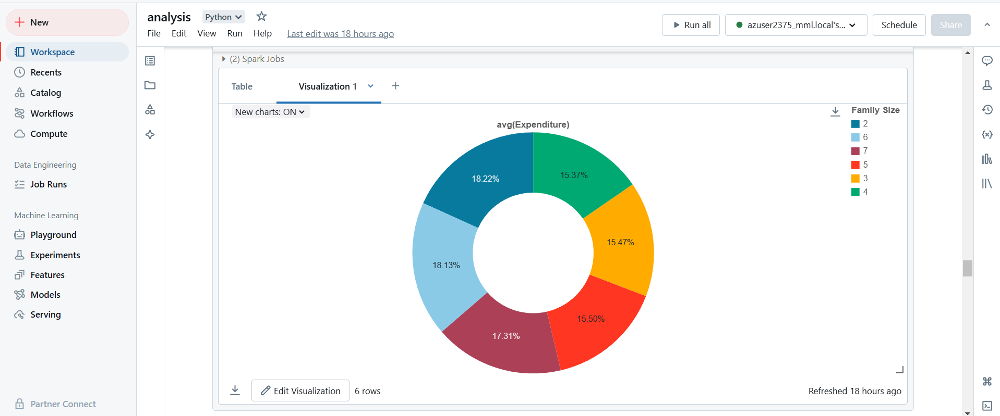 New
Workspace
Recents
Catalog
Workflows
Compute
Data Engineering
Job Runs
Machine Learning
Playground
Experiments
Features
Models
Serving
Partner Connect
analysis
Python
File Edit View Run Help Last edit was 18 hours ago
Run all
azuser2375_mml.local's...
Schedule
Share
(2) Spark Jobs
Table
Visualization 1
New charts: ON
avg(Expenditure)
Family Size
2
6
7
5
3
4
18.22%
15.37%
15.47%
18.13%
15.50%
17.31%
Edit Visualization
6 rows
Refreshed 18 hours ago